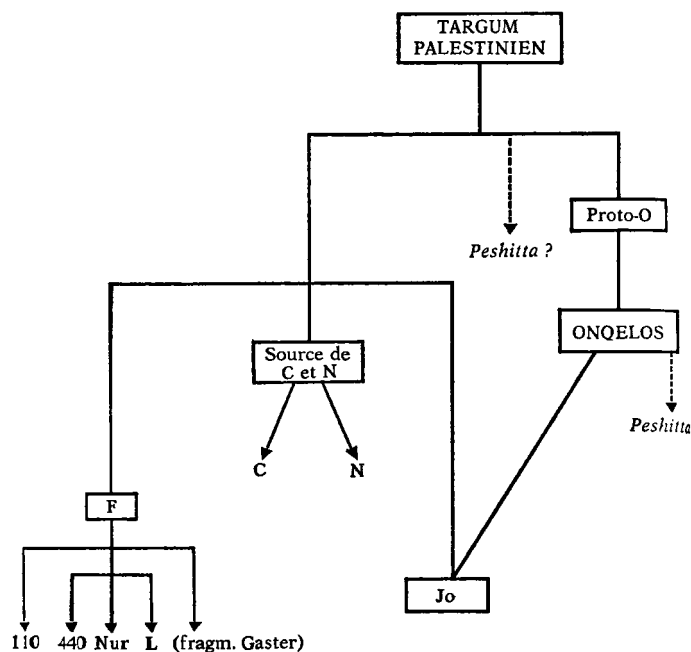 TARGUM
PALESTINIEN
Proto-O
Peshitta ?
ONQELOS
Source de
C et N
Peshitta
C N
F
Jo
110 440 Nur L (fragm. Gaster)